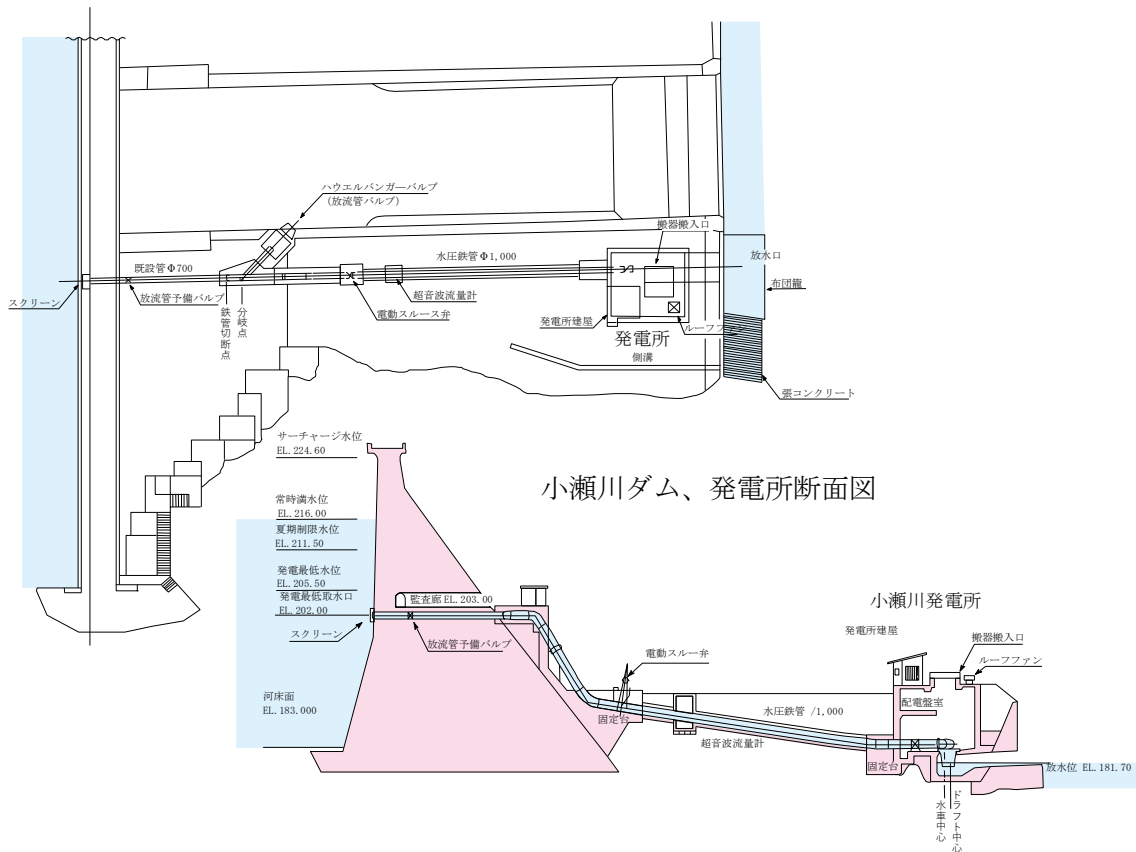 ハウエルバンガーバルブ
(放流管バルブ)
搬器搬入口
既設管Φ700
水圧鉄管Φ1,000
放水口
スクリーン
放流管予備バルブ
鉄管切断点
分岐点
超音波流量計
電動スルース弁
布団籠
発電所建屋
ルーフファン
発電所
側溝
張コンクリート
サーチャージ水位
EL.224.60
小瀬川ダム、発電所断面図
常時満水位
EL.216.00
夏期制限水位
EL.211.50
発電最低水位
EL.205.50
発電最低取水口
EL.202.00
監査廊 EL.203.00
スクリーン
放流管予備バルブ
小瀬川発電所
発電所建屋
搬器搬入口
ルーフファン
電動スルー弁
配電盤室
河床面
EL.183.000
固定台
水圧鉄管 /1,000
超音波流量計
固定台
放水位 EL.181.70
水車中心
ドラフト中心